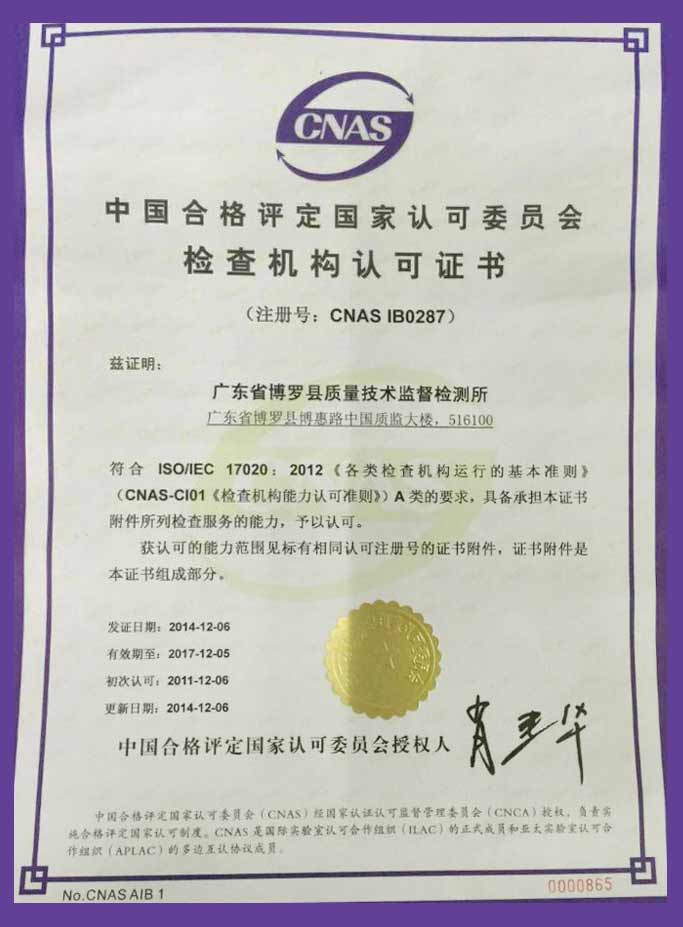 CNAS
中国合格评定国家认可委员会
检查机构认可证书
（注册号：CNAS IB0287）
兹证明：
广东省博罗县质量技术监督检测所
广东省博罗县博惠路中国质监大楼，516100
符合 ISO/IEC 17020：2012《各类检查机构运行的基本准则》
（CNAS-CI01《检查机构能力认可准则》）A 类的要求，具备承担本证书
附件所列检查服务的能力，予以认可。
获认可的能力范围见标有相同认可注册号的证书附件，证书附件是
本证书组成部分。
发证日期：2014-12-06
有效期至：2017-12-05
初次认可：2011-12-06
更新日期：2014-12-06
中国合格评定国家认可委员会授权人
中国合格评定国家认可委员会（CNAS）经国家认证认可监督管理委员会（CNCA）授权，负责实
施合格评定国家认可制度。CNAS 是国际实验室认可合作组织（ILAC）的正式成员和亚太实验室认可合
作组织（APLAC）的多边互认协议成员。
No.CNAS AIB 1
0000865